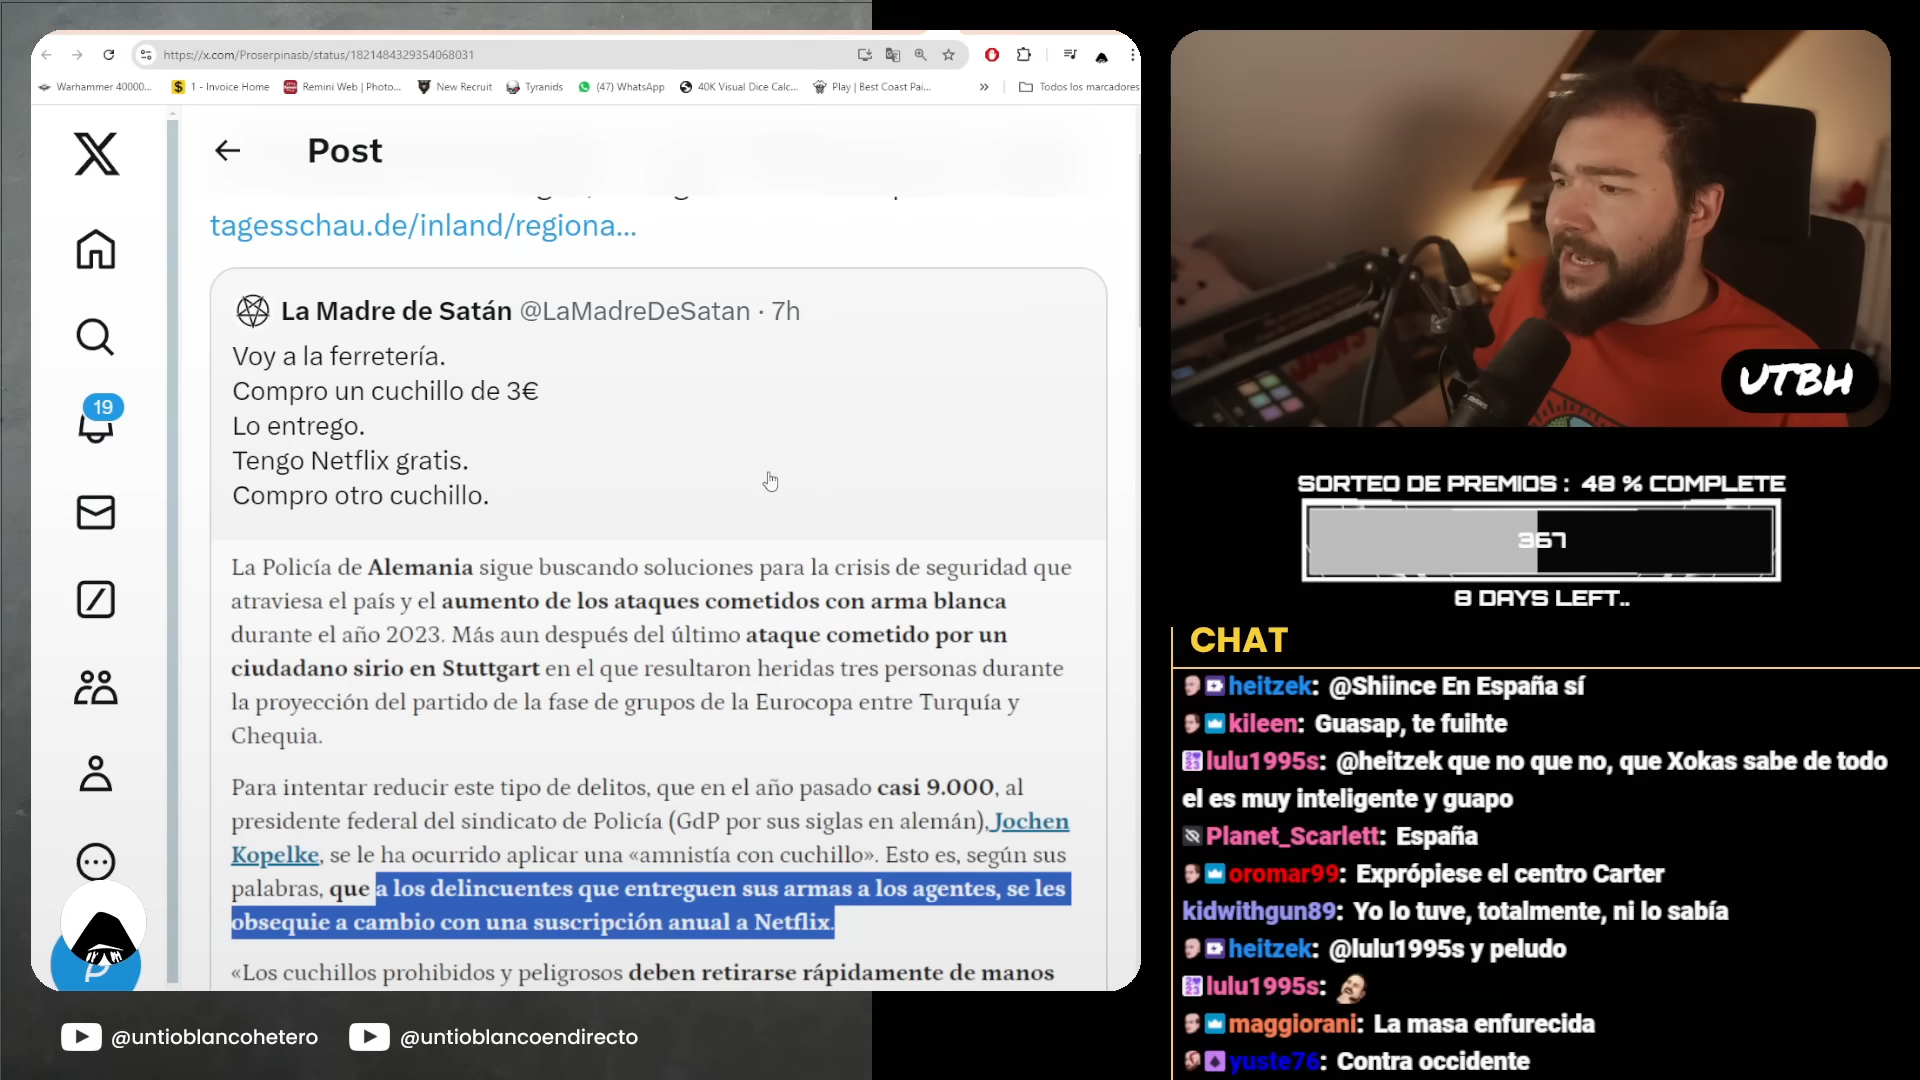 https://x.com/Proserpinasb/status/1821484329354068031
Warhammer 40000...
1 - Invoice Home
Remini Web | Photo...
New Recruit
Tyranids
(47) WhatsApp
40K Visual Dice Calc...
Play | Best Coast Pai...
»
Todos los marcadores
Post
tagesschau.de/inland/regiona...
19
La Madre de Satán @LaMadreDeSatan · 7h
Voy a la ferretería.
Compro un cuchillo de 3€
Lo entrego.
Tengo Netflix gratis.
Compro otro cuchillo.
La Policía de Alemania sigue buscando soluciones para la crisis de seguridad que
atraviesa el país y el aumento de los ataques cometidos con arma blanca
durante el año 2023. Más aun después del último ataque cometido por un
ciudadano sirio en Stuttgart en el que resultaron heridas tres personas durante
la proyección del partido de la fase de grupos de la Eurocopa entre Turquía y
Chequia.
Para intentar reducir este tipo de delitos, que en el año pasado casi 9.000, al
presidente federal del sindicato de Policía (GdP por sus siglas en alemán), Jochen
Kopelke, se le ha ocurrido aplicar una «amnistía con cuchillo». Esto es, según sus
palabras, que a los delincuentes que entreguen sus armas a los agentes, se les
obsequie a cambio con una suscripción anual a Netflix.
«Los cuchillos prohibidos y peligrosos deben retirarse rápidamente de manos
@untioblancohetero
@untioblancoendirecto
UTBH
SORTEO DE PREMIOS : 48 % COMPLETE
367
8 DAYS LEFT..
CHAT
heitzek: @Shiince En España sí
kileen: Guasap, te fuihte
lulu1995s: @heitzek que no que no, que Xokas sabe de todo
el es muy inteligente y guapo
Planet_Scarlett: España
oromar99: Exprópiese el centro Carter
kidwithgun89: Yo lo tuve, totalmente, ni lo sabía
heitzek: @lulu1995s y peludo
lulu1995s:
maggiorani: La masa enfurecida
yuste76: Contra occidente